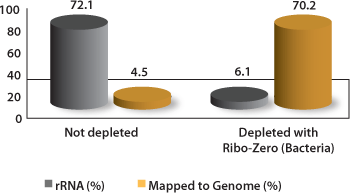 100
80
60
40
20
0
72.1
4.5
6.1
70.2
Not depleted
Depleted with
Ribo-Zero (Bacteria)
rRNA (%)
Mapped to Genome (%)